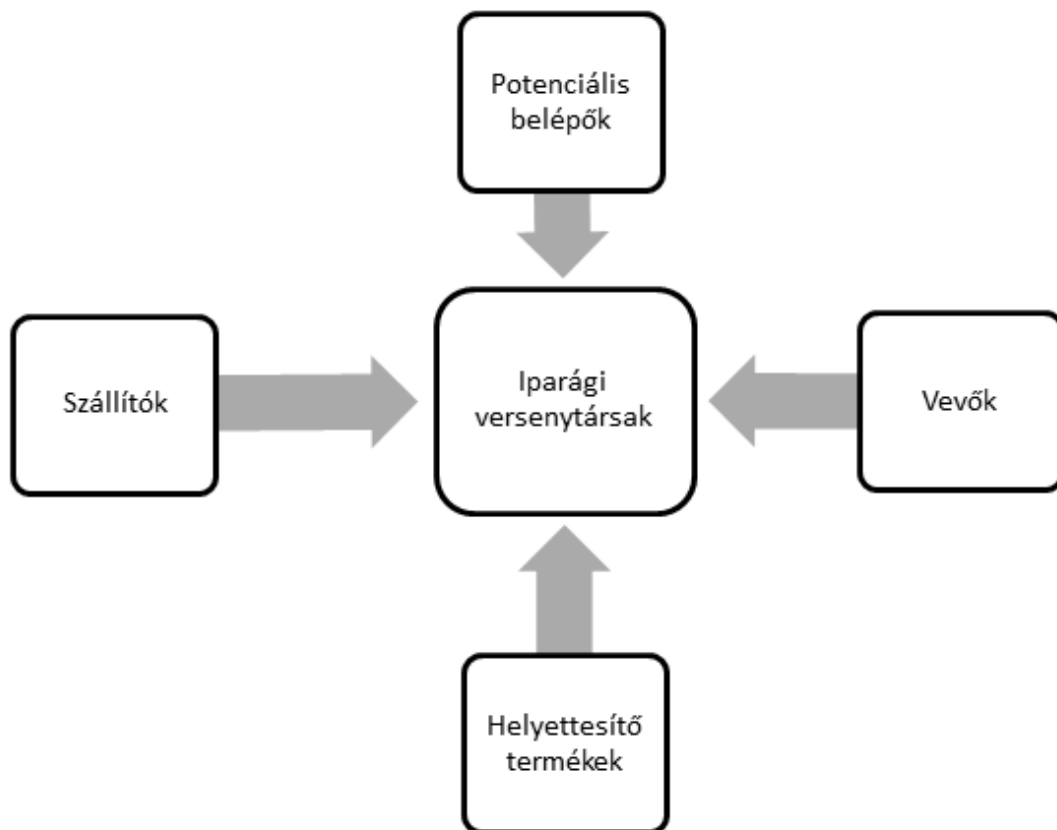 Potenciális
belépők
Szállítók
Iparági
versenytársak
Vevők
Helyettesítő
termékek